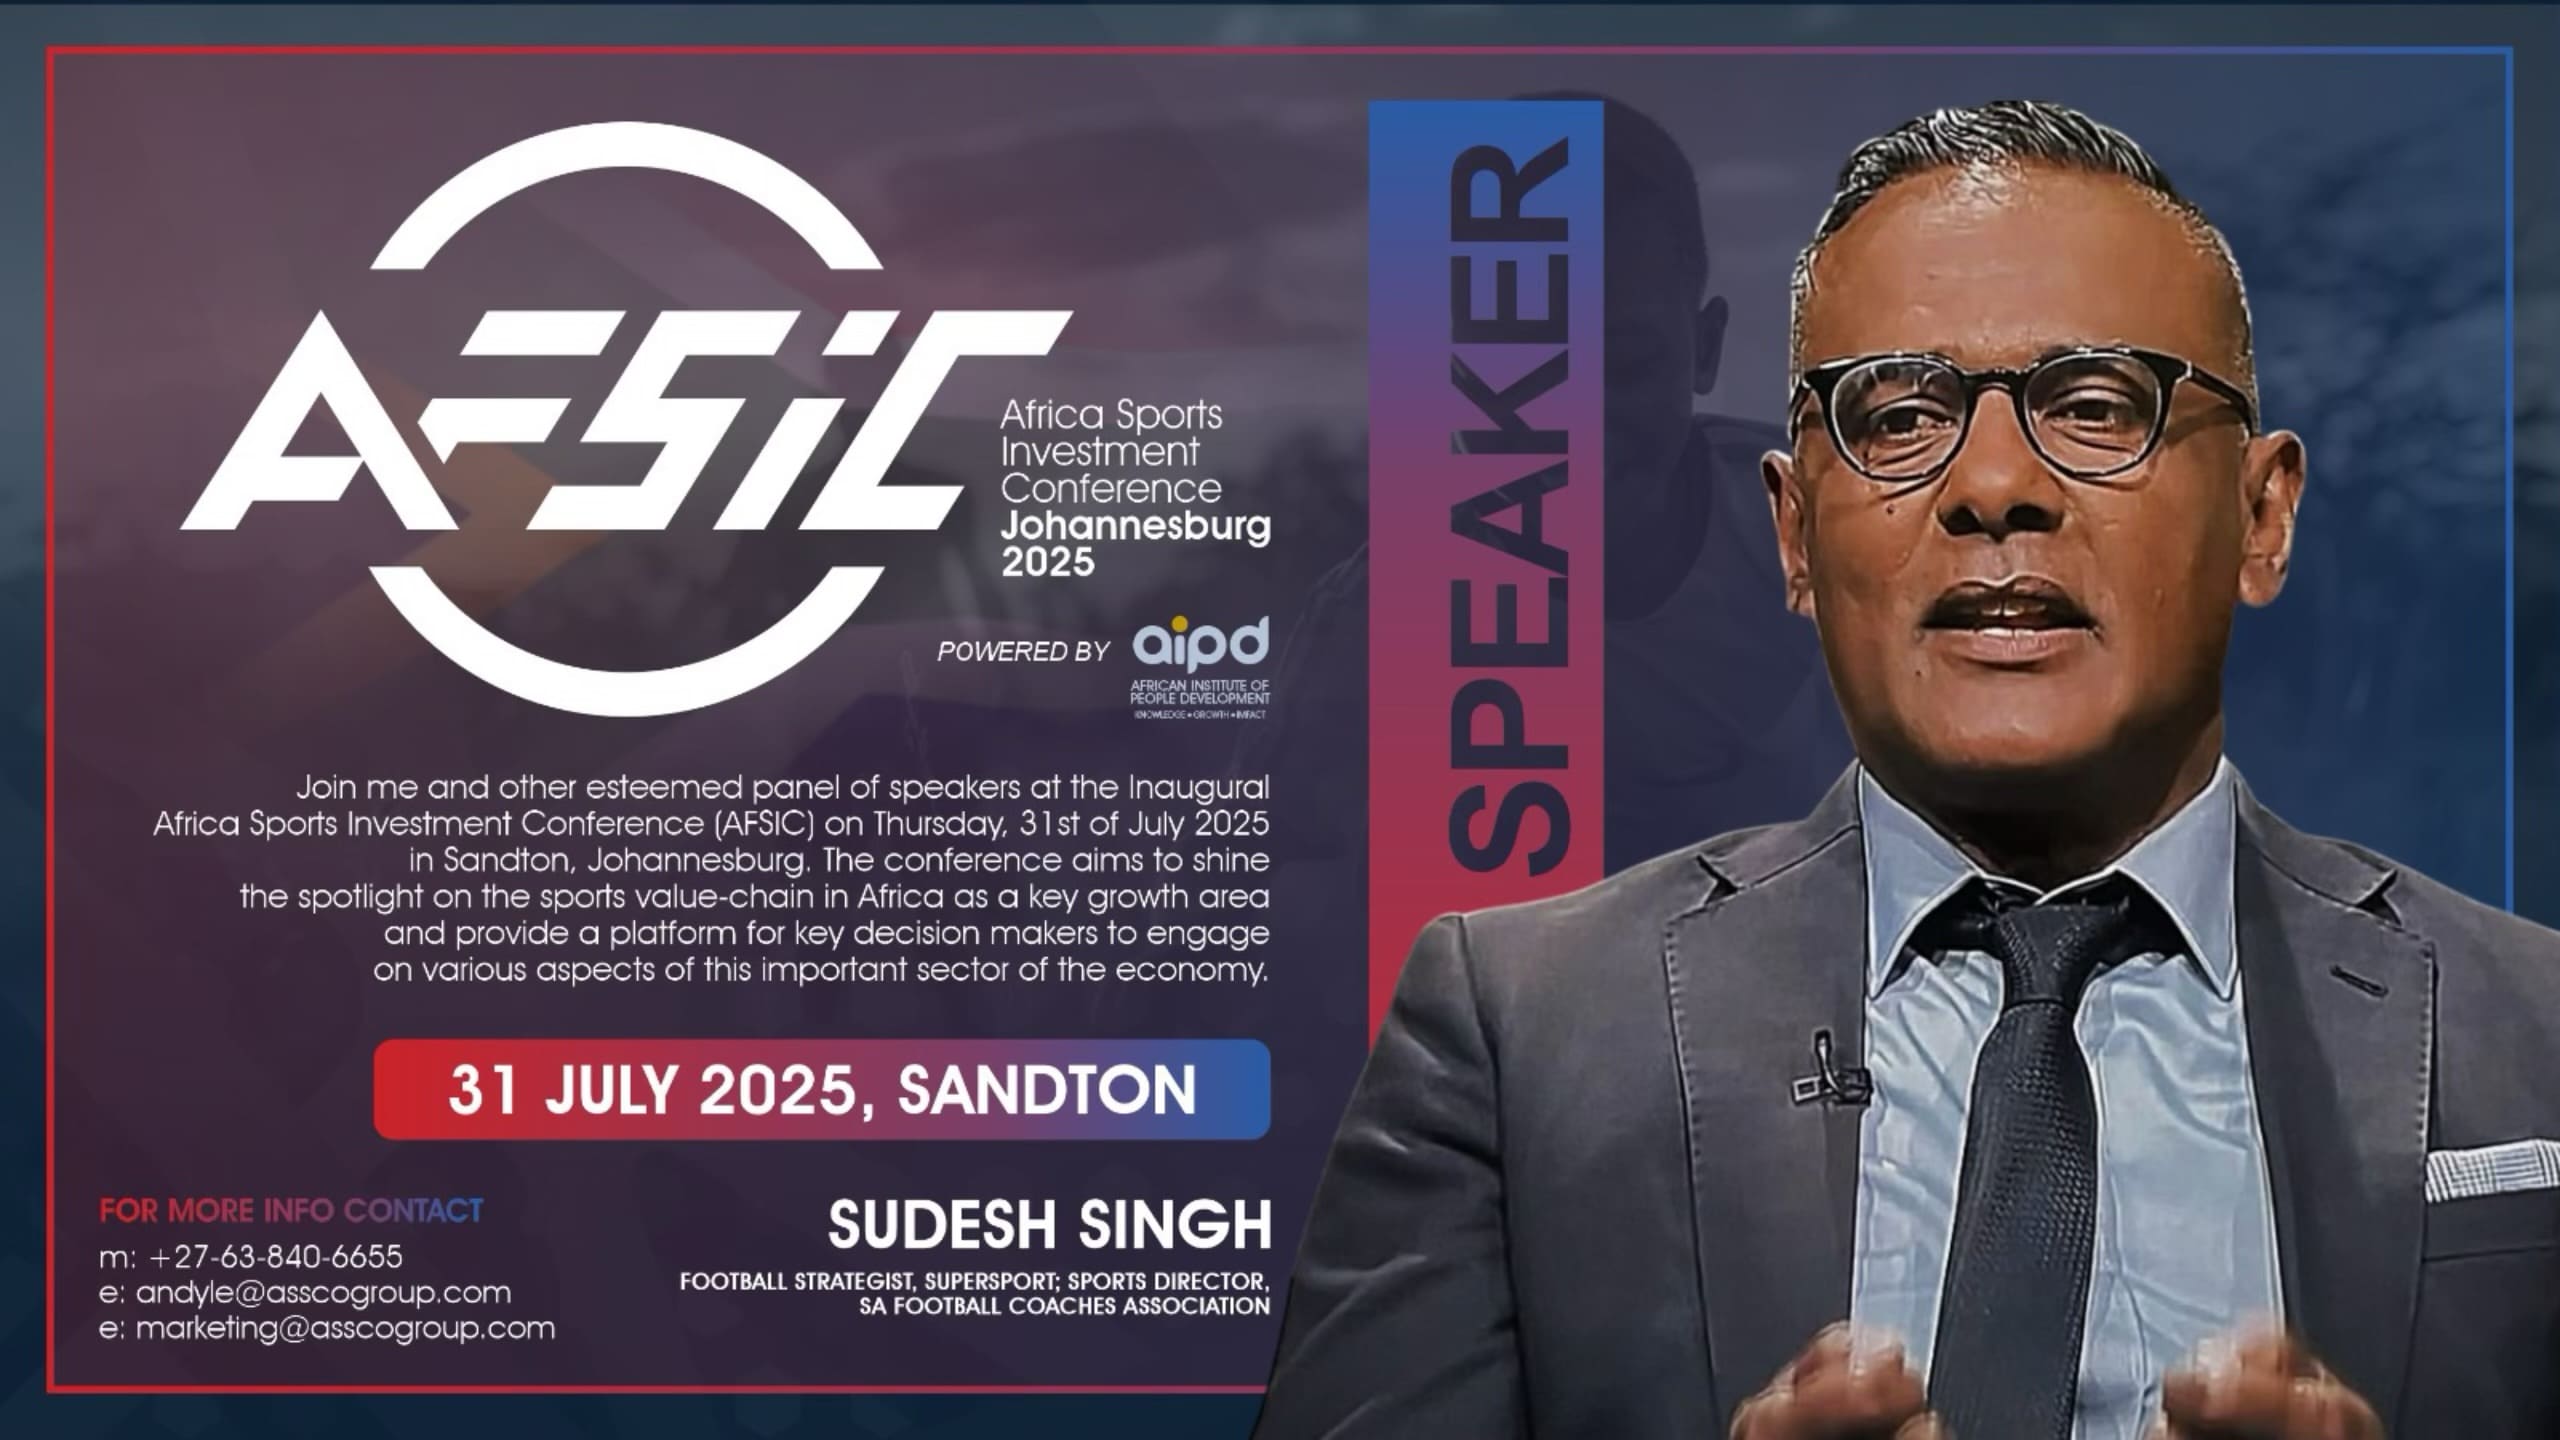 AFSiC
Africa Sports
Investment
Conference
Johannesburg
2025
POWERED BY
aipd
AFRICAN INSTITUTE OF
PEOPLE DEVELOPMENT
KNOWLEDGE • GROWTH • IMPACT
Join me and other esteemed panel of speakers at the Inaugural
Africa Sports Investment Conference (AFSIC) on Thursday, 31st of July 2025
in Sandton, Johannesburg. The conference aims to shine
the spotlight on the sports value-chain in Africa as a key growth area
and provide a platform for key decision makers to engage
on various aspects of this important sector of the economy.
31 JULY 2025, SANDTON
FOR MORE INFO CONTACT
m: +27-63-840-6655
e: andyle@asscogroup.com
e: marketing@asscogroup.com
SUDESH SINGH
FOOTBALL STRATEGIST, SUPERSPORT; SPORTS DIRECTOR,
SA FOOTBALL COACHES ASSOCIATION
SPEAKER